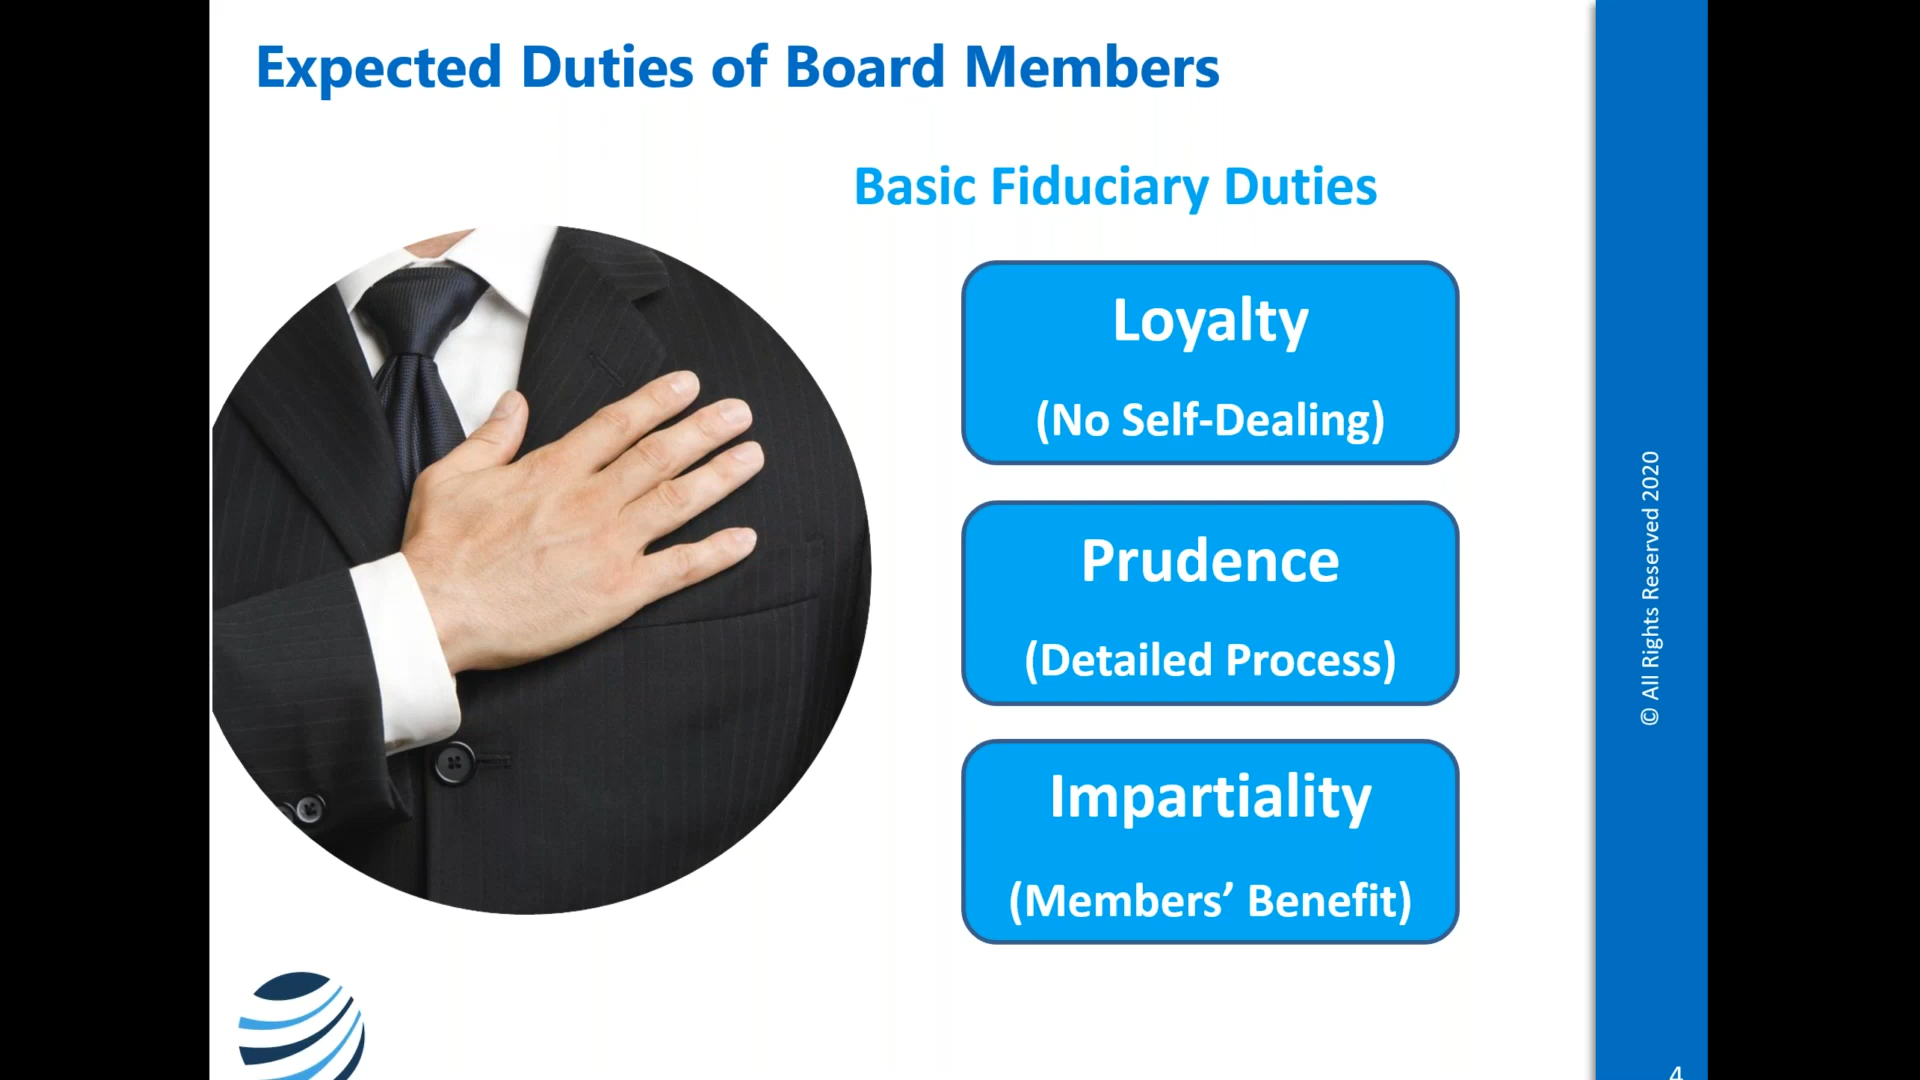 Expected Duties of Board Members
Basic Fiduciary Duties
Loyalty
(No Self-Dealing)
Prudence
(Detailed Process)
Impartiality
(Members’ Benefit)
© All Rights Reserved 2020
4